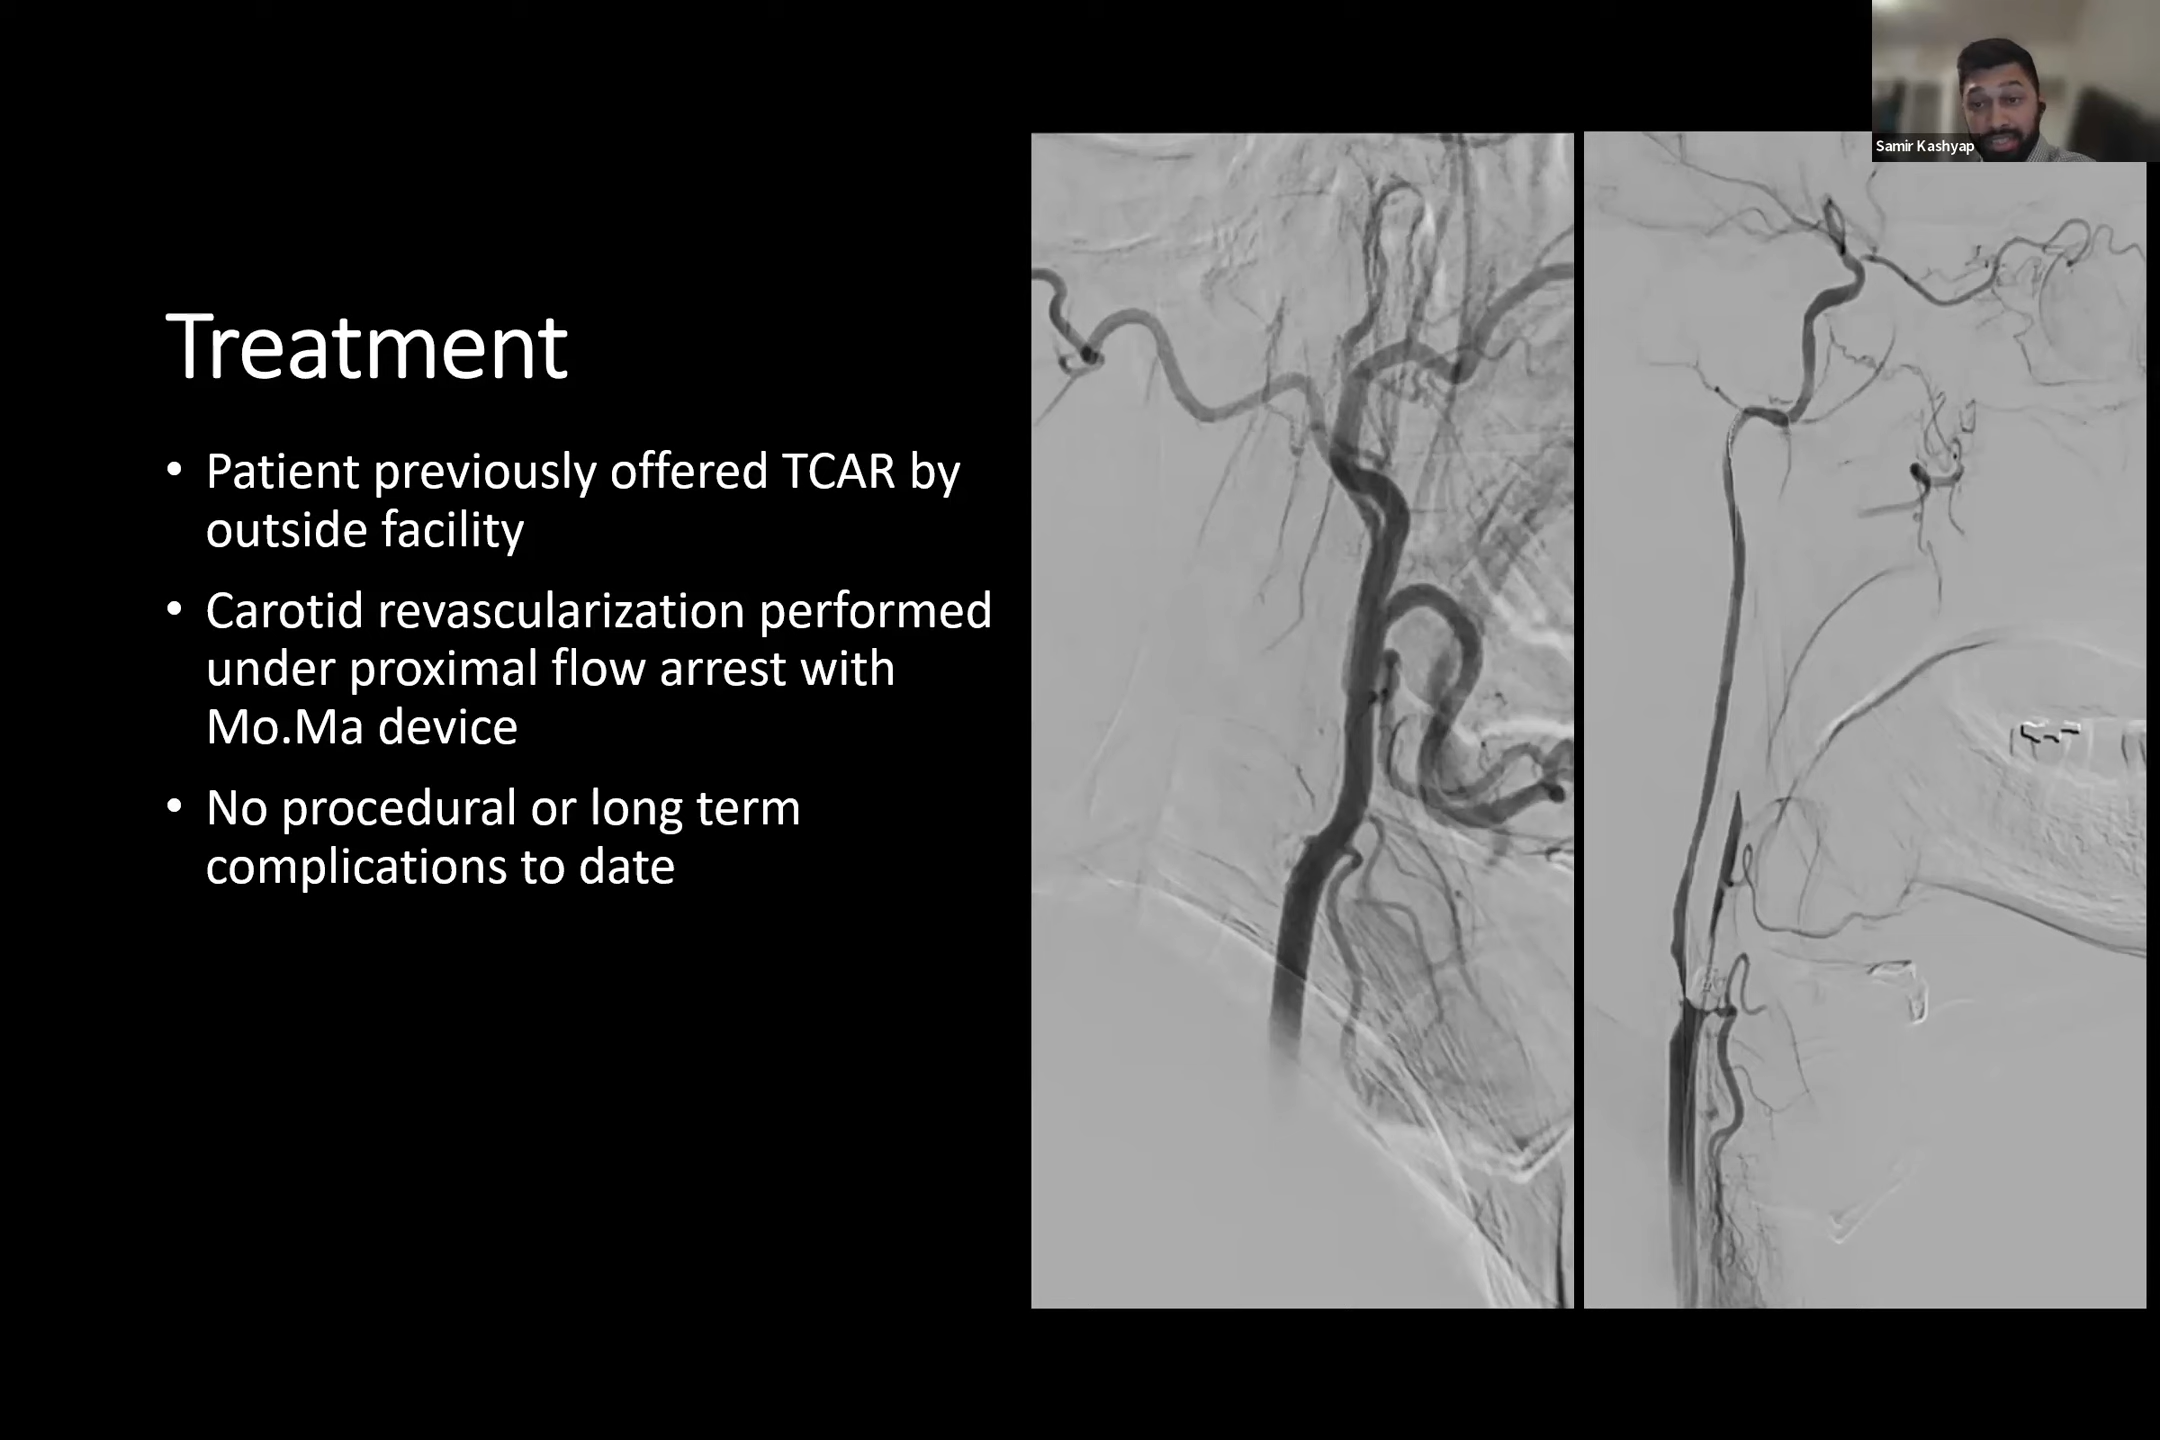 Samir Kashyap
Treatment
• Patient previously offered TCAR by
outside facility
• Carotid revascularization performed
under proximal flow arrest with
Mo.Ma device
• No procedural or long term
complications to date